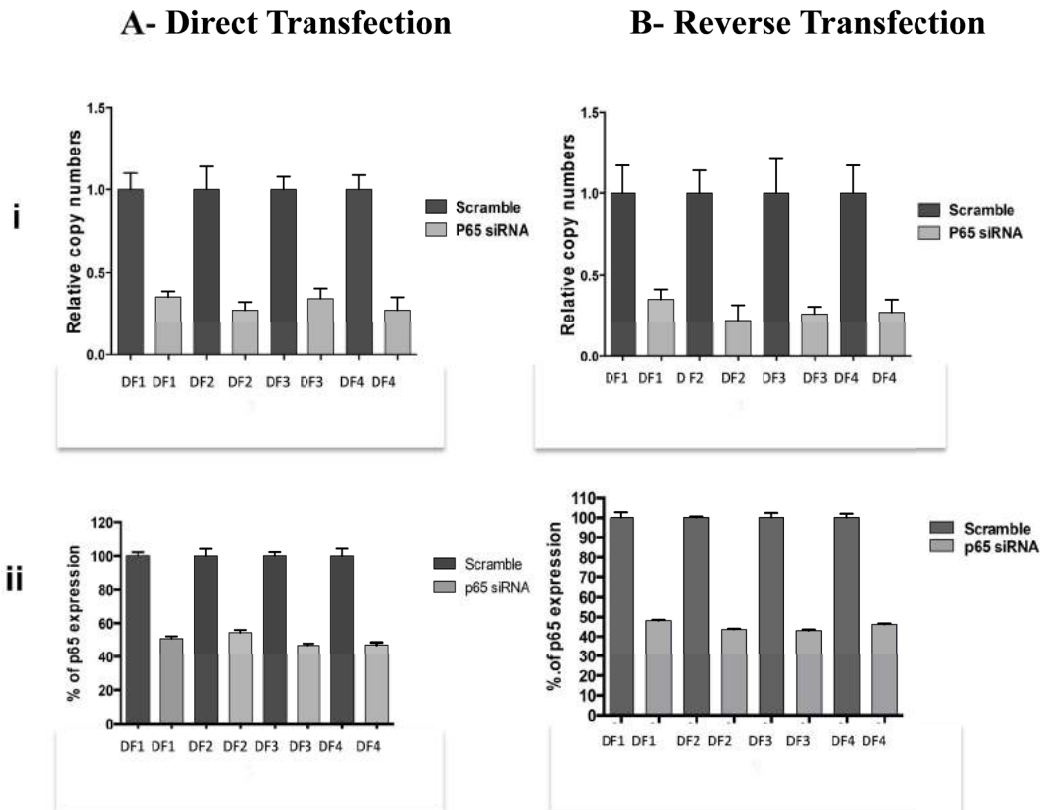 A- Direct Transfection
B- Reverse Transfection
i
Relative copy numbers
1.5
1.0
0.5
0.0
DF1 DF1 DF2 DF2 DF3 DF3 DF4 DF4
Scramble
P65 siRNA
Relative copy numbers
1.5
1.0
0.5
0.0
DF1 DF1 DF2 DF2 DF3 DF3 DF4 DF4
Scramble
P65 siRNA
ii
% of p65 expression
120
100
80
60
40
20
0
DF1 DF1 DF2 DF2 DF3 DF3 DF4 DF4
Scramble
p65 siRNA
%.of p65 expression
110
100
90
80
70
60
50
40
30
20
10
0
DF1 DF1 DF2 DF2 DF3 DF3 DF4 DF4
Scramble
p65 siRNA